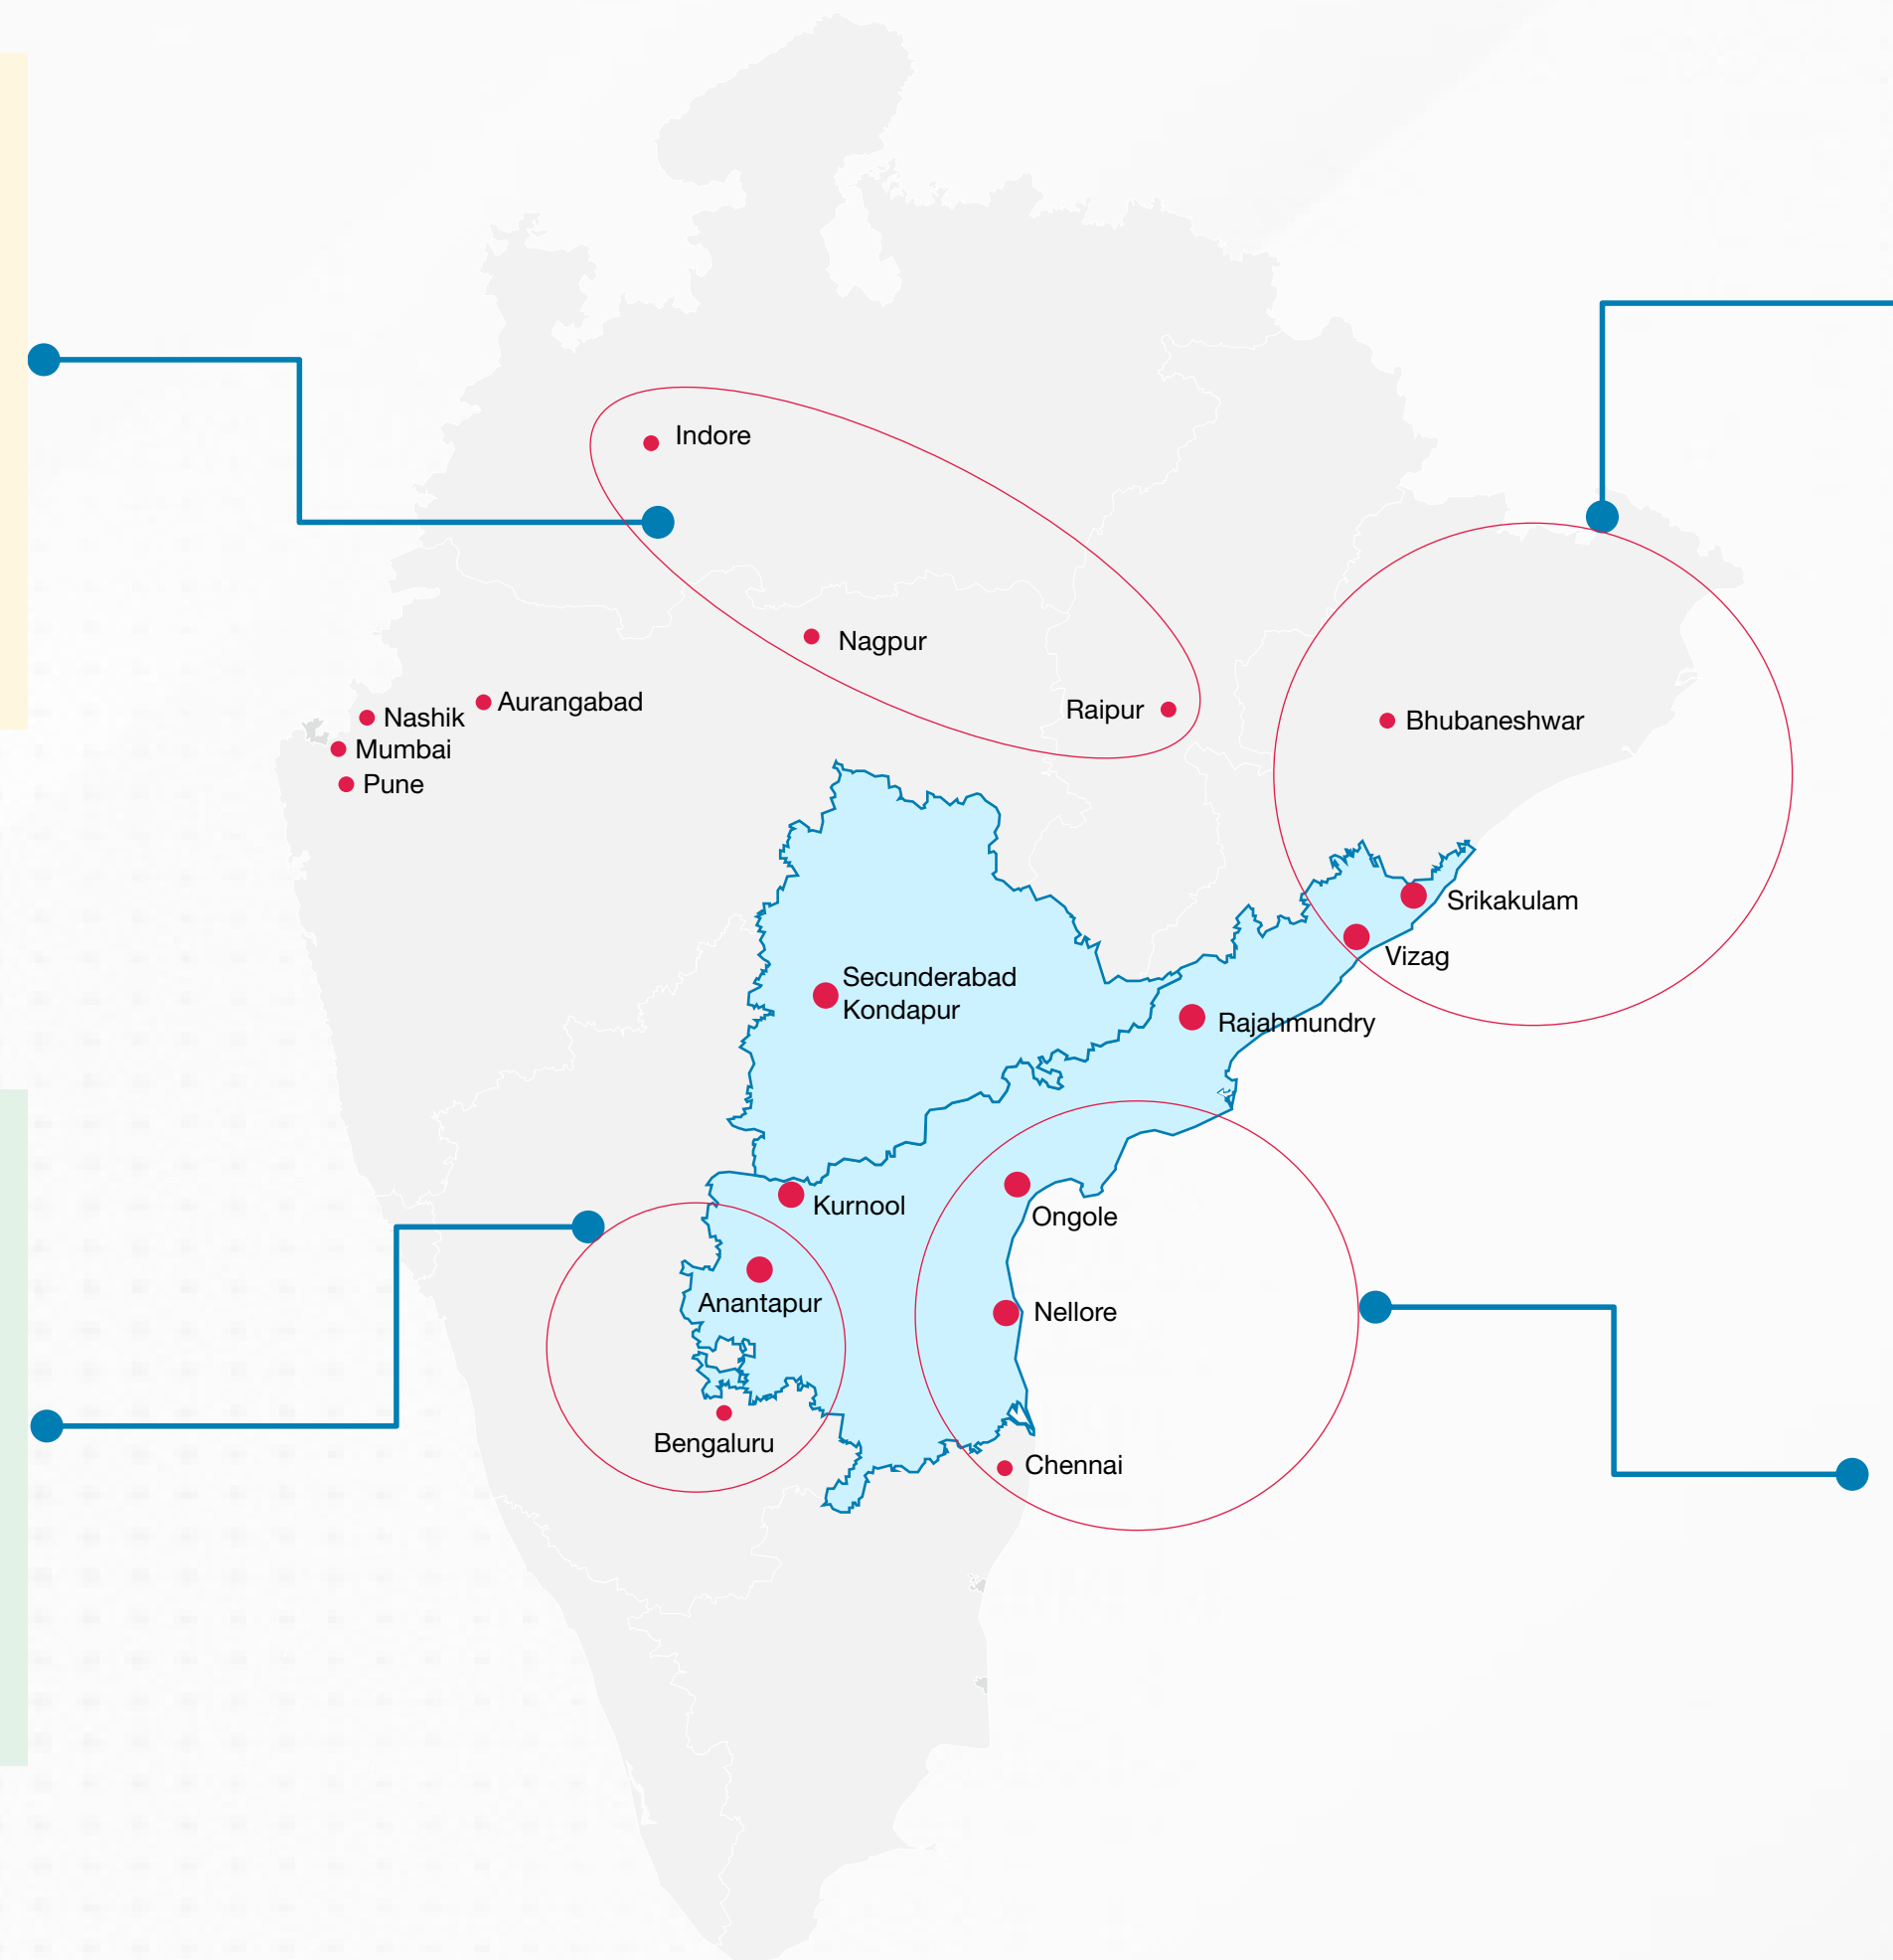 Indore
Nagpur
Aurangabad
Nashik
Raipur
Bhubaneshwar
Mumbai
Pune
Srikakulam
Vizag
Secunderabad
Kondapur
Rajahmundry
Kurnool
Ongole
Anantapur
Nellore
Bengaluru
Chennai